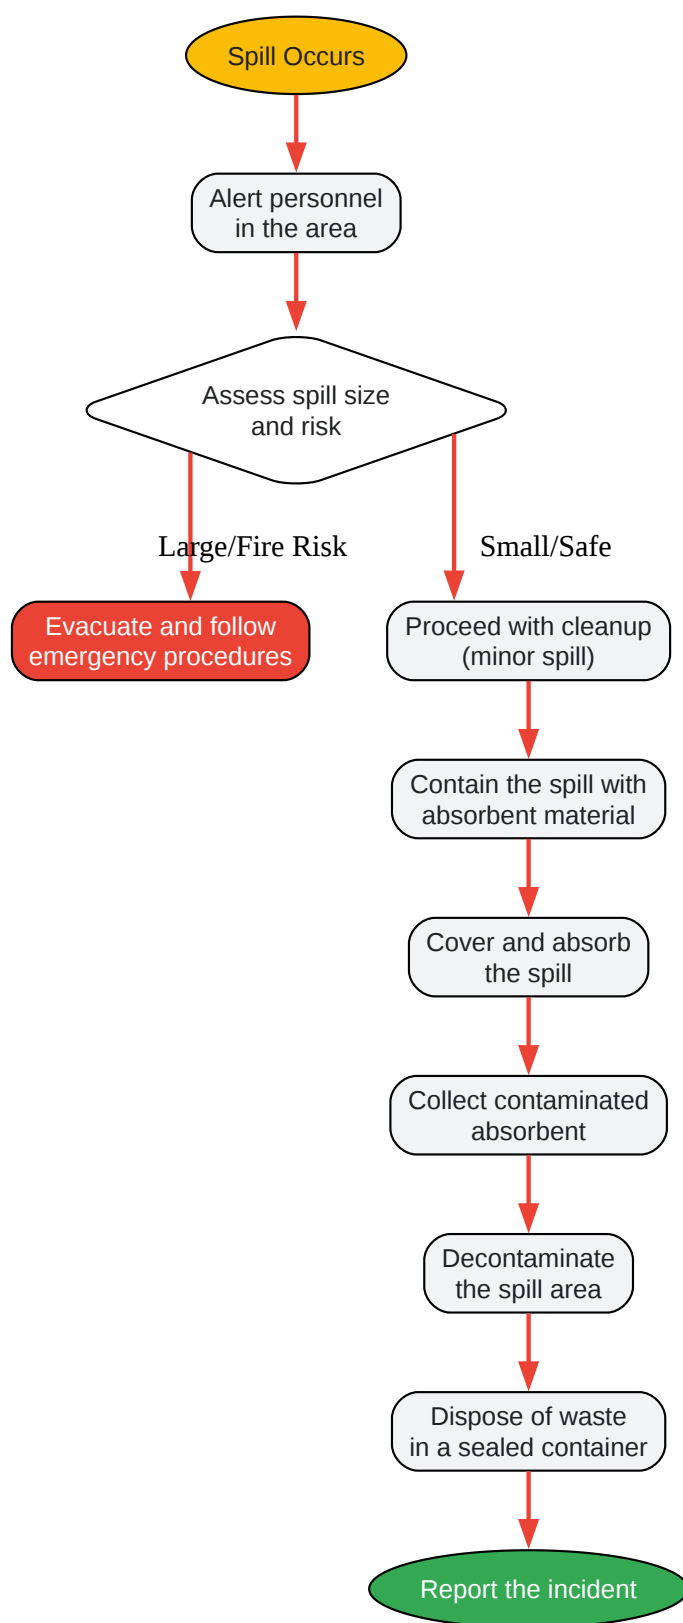 Spill Occurs
Alert personnel
in the area
Assess spill size
and risk
Large/Fire Risk
Small/Safe
Evacuate and follow
emergency procedures
Proceed with cleanup
(minor spill)
Contain the spill with
absorbent material
Cover and absorb
the spill
Collect contaminated
absorbent
Decontaminate
the spill area
Dispose of waste
in a sealed container
Report the incident